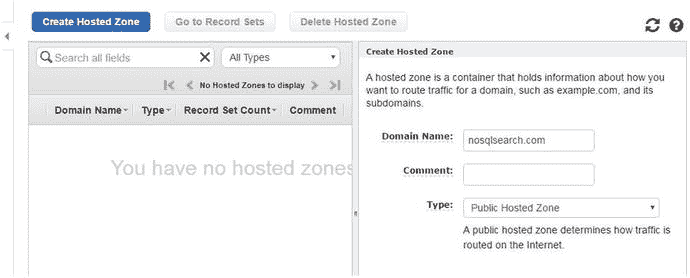 Create Hosted Zone Go to Record Sets Delete Hosted Zone
Search all fields All Types
No Hosted Zones to display
Domain Name Type Record Set Count Comment
You have no hosted zones
Create Hosted Zone
A hosted zone is a container that holds information about how you
want to route traffic for a domain, such as example.com, and its
subdomains.
Domain Name: nosqlsearch.com
Comment:
Type: Public Hosted Zone
A public hosted zone determines how traffic is
routed on the Internet.